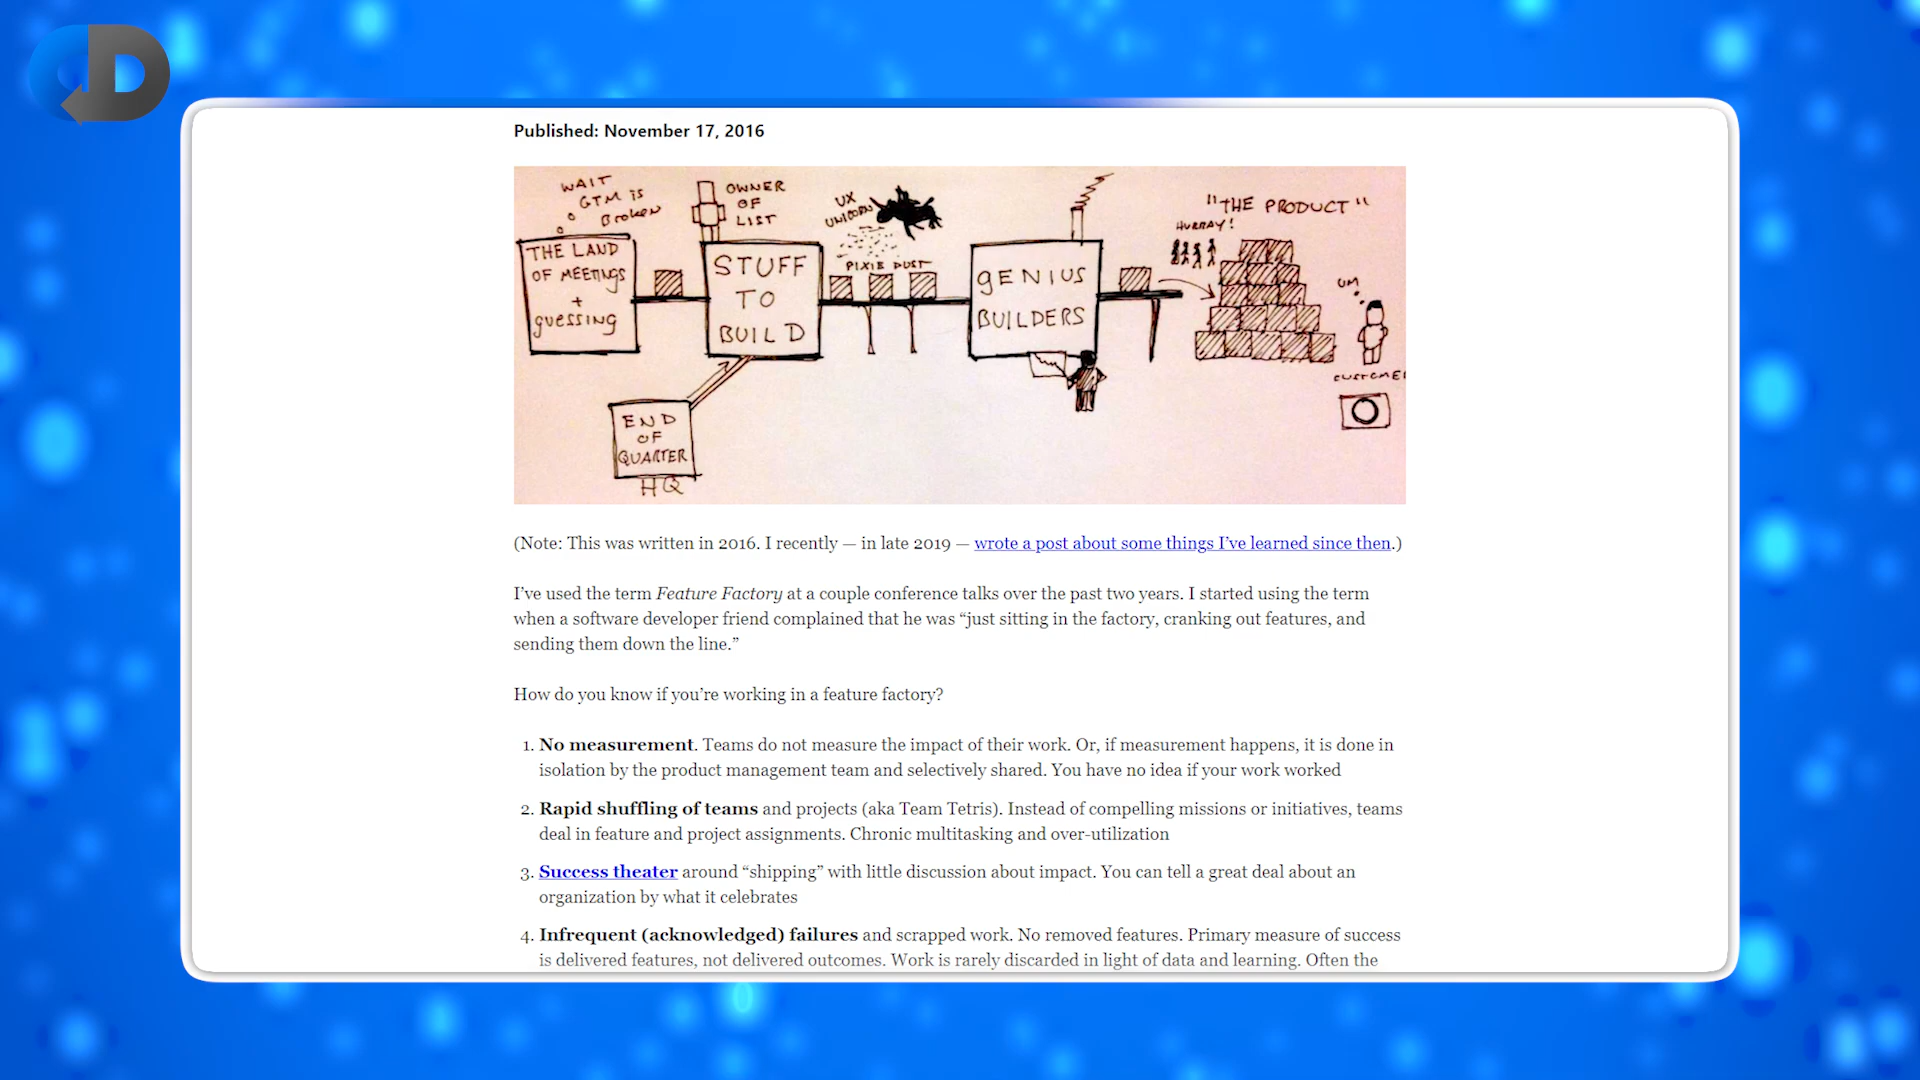 Published: November 17, 2016
WAIT
GTM is
Broken
OWNER
OF
LIST
UX
UNICORN
"THE PRODUCT"
HURRAY!
THE LAND
OF MEETINGS
+
guessing
STUFF
TO
BUILD
PIXIE DUST
GENIUS
BUILDERS
UM
CUSTOMER
END
OF
QUARTER
HQ
(Note: This was written in 2016. I recently — in late 2019 — wrote a post about some things I've learned since then.)
I've used the term Feature Factory at a couple conference talks over the past two years. I started using the term
when a software developer friend complained that he was “just sitting in the factory, cranking out features, and
sending them down the line.”
How do you know if you're working in a feature factory?
1. No measurement. Teams do not measure the impact of their work. Or, if measurement happens, it is done in
isolation by the product management team and selectively shared. You have no idea if your work worked
2. Rapid shuffling of teams and projects (aka Team Tetris). Instead of compelling missions or initiatives, teams
deal in feature and project assignments. Chronic multitasking and over-utilization
3. Success theater around “shipping” with little discussion about impact. You can tell a great deal about an
organization by what it celebrates
4. Infrequent (acknowledged) failures and scrapped work. No removed features. Primary measure of success
is delivered features, not delivered outcomes. Work is rarely discarded in light of data and learning. Often the